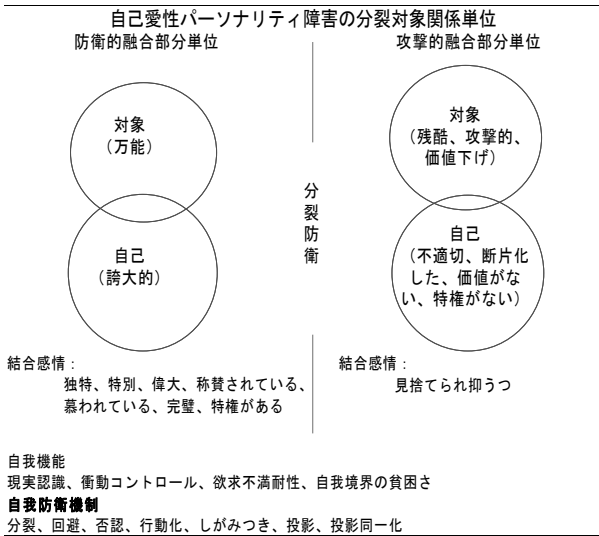 自己愛性パーソナリティ障害の分裂対象関係単位
防衛的融合部分単位
対象
(万能)
自己
(誇大的)
結合感情:
独特、特別、偉大、称賛されている、
慕われている、完璧、特権がある
分裂防衛
攻撃的融合部分単位
対象
(残酷、攻撃的、
価値下げ)
自己
(不適切、断片化
した、価値がな
い、特権がない)
結合感情:
見捨てられ抑うつ
自我機能
現実認識、衝動コントロール、欲求不満耐性、自我境界の貧困さ
自我防衛機制
分裂、回避、否認、行動化、しがみつき、投影、投影同一化